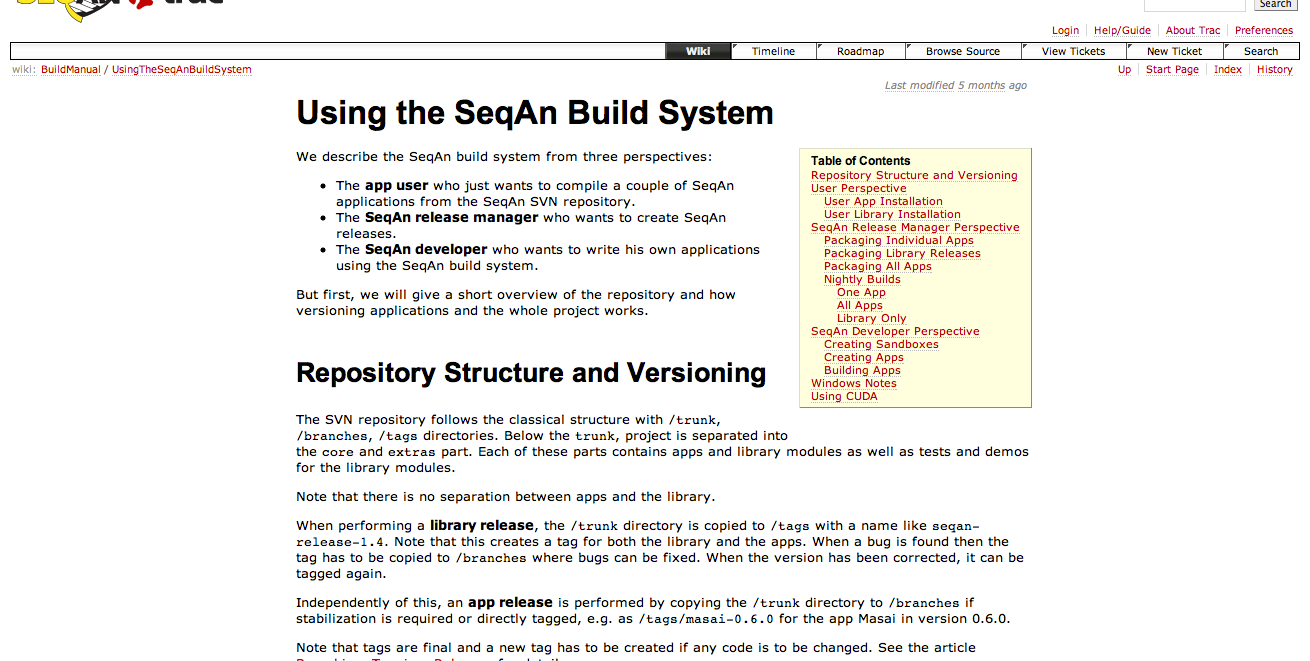 Search
Login Help/Guide About Trac Preferences
Wiki Timeline Roadmap Browse Source View Tickets New Ticket Search
wiki: BuildManual / UsingTheSeqAnBuildSystem
Up Start Page Index History
Last modified 5 months ago
Using the SeqAn Build System
We describe the SeqAn build system from three perspectives:
• The app user who just wants to compile a couple of SeqAn
applications from the SeqAn SVN repository.
• The SeqAn release manager who wants to create SeqAn
releases.
• The SeqAn developer who wants to write his own applications
using the SeqAn build system.
But first, we will give a short overview of the repository and how
versioning applications and the whole project works.
Table of Contents
Repository Structure and Versioning
User Perspective
User App Installation
User Library Installation
SeqAn Release Manager Perspective
Packaging Individual Apps
Packaging Library Releases
Packaging All Apps
Nightly Builds
One App
All Apps
Library Only
SeqAn Developer Perspective
Creating Sandboxes
Creating Apps
Building Apps
Windows Notes
Using CUDA
Repository Structure and Versioning
The SVN repository follows the classical structure with /trunk,
/branches, /tags directories. Below the trunk, project is separated into
the core and extras part. Each of these parts contains apps and library modules as well as tests and demos
for the library modules.
Note that there is no separation between apps and the library.
When performing a library release, the /trunk directory is copied to /tags with a name like seqan-
release-1.4. Note that this creates a tag for both the library and the apps. When a bug is found then the
tag has to be copied to /branches where bugs can be fixed. When the version has been corrected, it can be
tagged again.
Independently of this, an app release is performed by copying the /trunk directory to /branches if
stabilization is required or directly tagged, e.g. as /tags/masai-0.6.0 for the app Masai in version 0.6.0.
Note that tags are final and a new tag has to be created if any code is to be changed. See the article